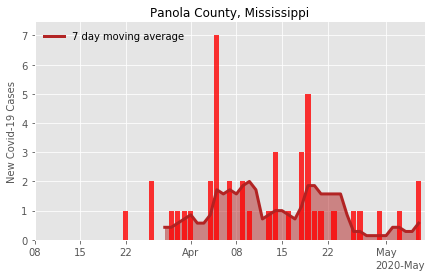 Panola County, Mississippi
7 day moving average
New Covid-19 Cases
7
6
5
4
3
2
1
0
08 15 22 Apr 08 15 22 May
2020-May